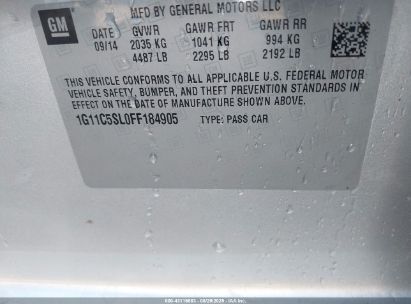 MFD BY GENERAL MOTORS LLC
GM
DATE GVWR GAWR FRT GAWR RR
09/14 2035 KG 1041 KG 994 KG
4487 LB 2295 LB 2192 LB
THIS VEHICLE CONFORMS TO ALL APPLICABLE U.S. FEDERAL MOTOR
VEHICLE SAFETY, BUMPER, AND THEFT PREVENTION STANDARDS IN
EFFECT ON THE DATE OF MANUFACTURE SHOWN ABOVE.
1G11C5SL0FF184905 TYPE: PASS CAR